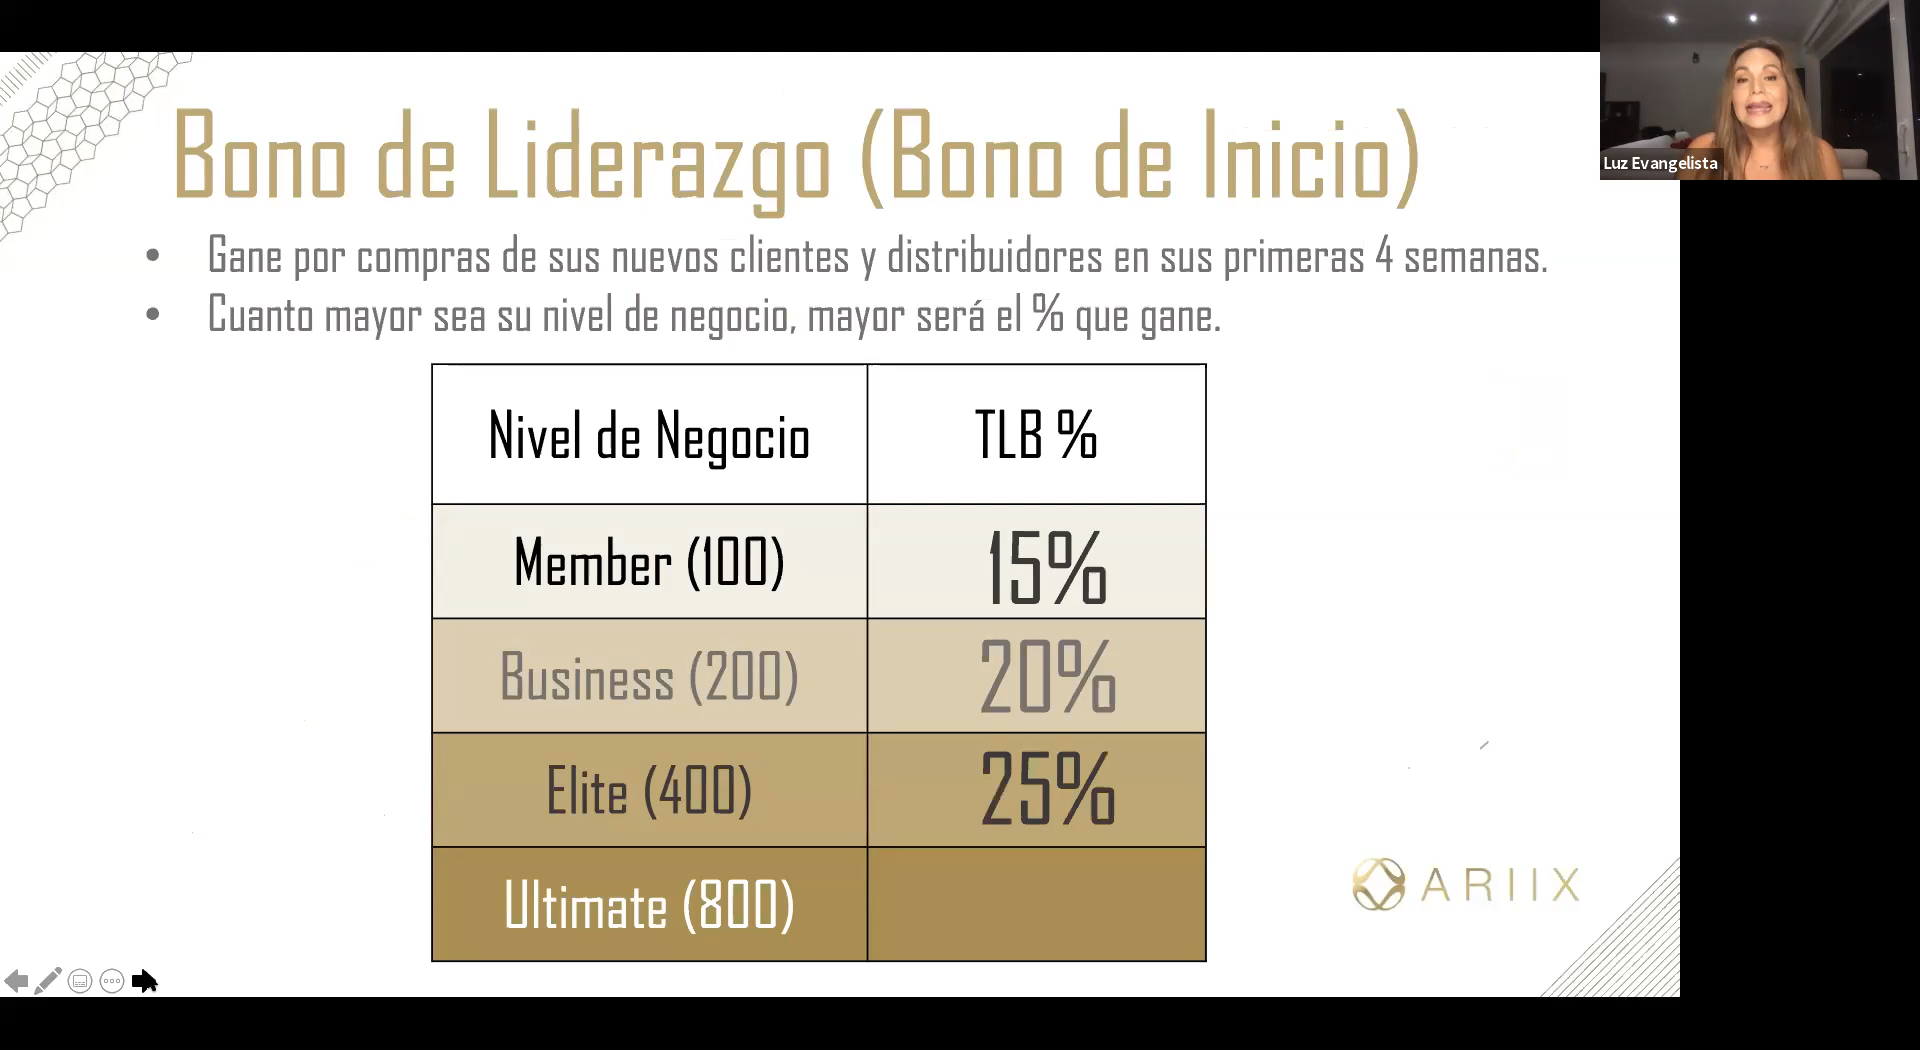 Bono de Liderazgo (Bono de Inicio)
Luz Evangelista
• Gane por compras de sus nuevos clientes y distribuidores en sus primeras 4 semanas.
• Cuanto mayor sea su nivel de negocio, mayor será el % que gane.
Nivel de Negocio TLB %
Member (100) 15%
Business (200) 20%
Elite (400) 25%
Ultimate (800)
ARIIX